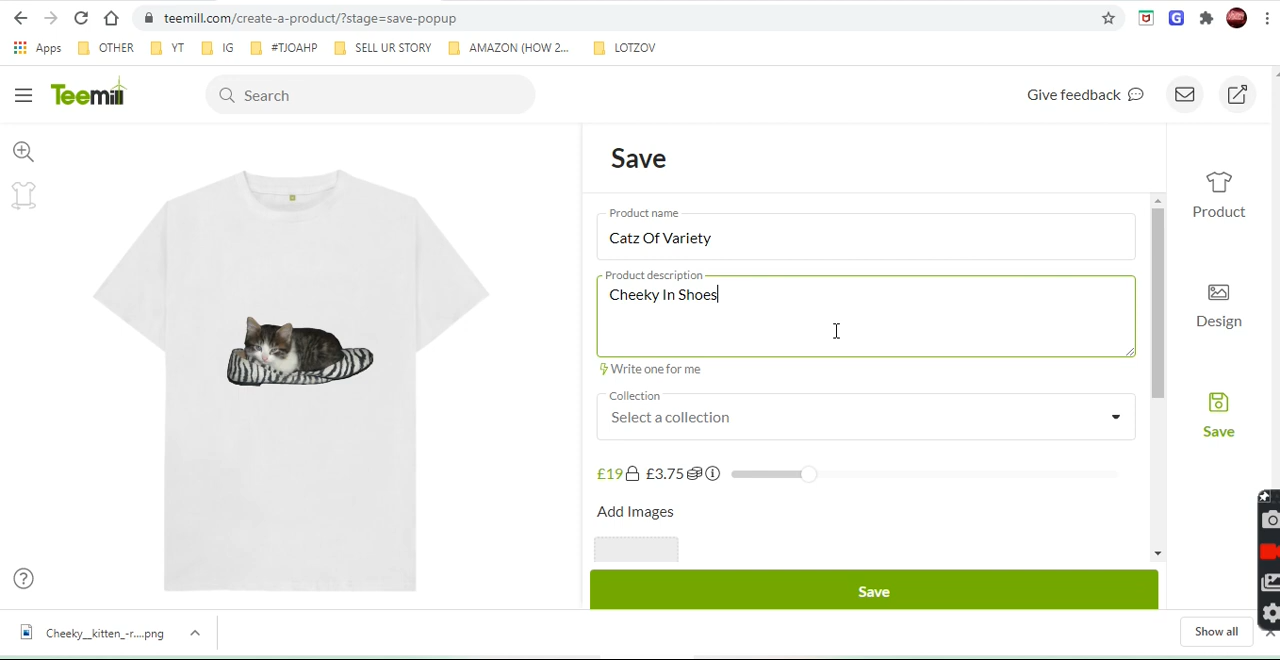 teemill.com/create-a-product/?stage=save-popup
Apps OTHER YT IG #TJOAHP SELL UR STORY AMAZON (HOW 2... LOTZOV
Teemill Search Give feedback
Save
Product name
Catz Of Variety
Product description
Cheeky In Shoes
Write one for me
Collection
Select a collection
£19 £3.75
Add Images
Save
Product
Design
Save
Cheeky__kitten_-r....png
Show all